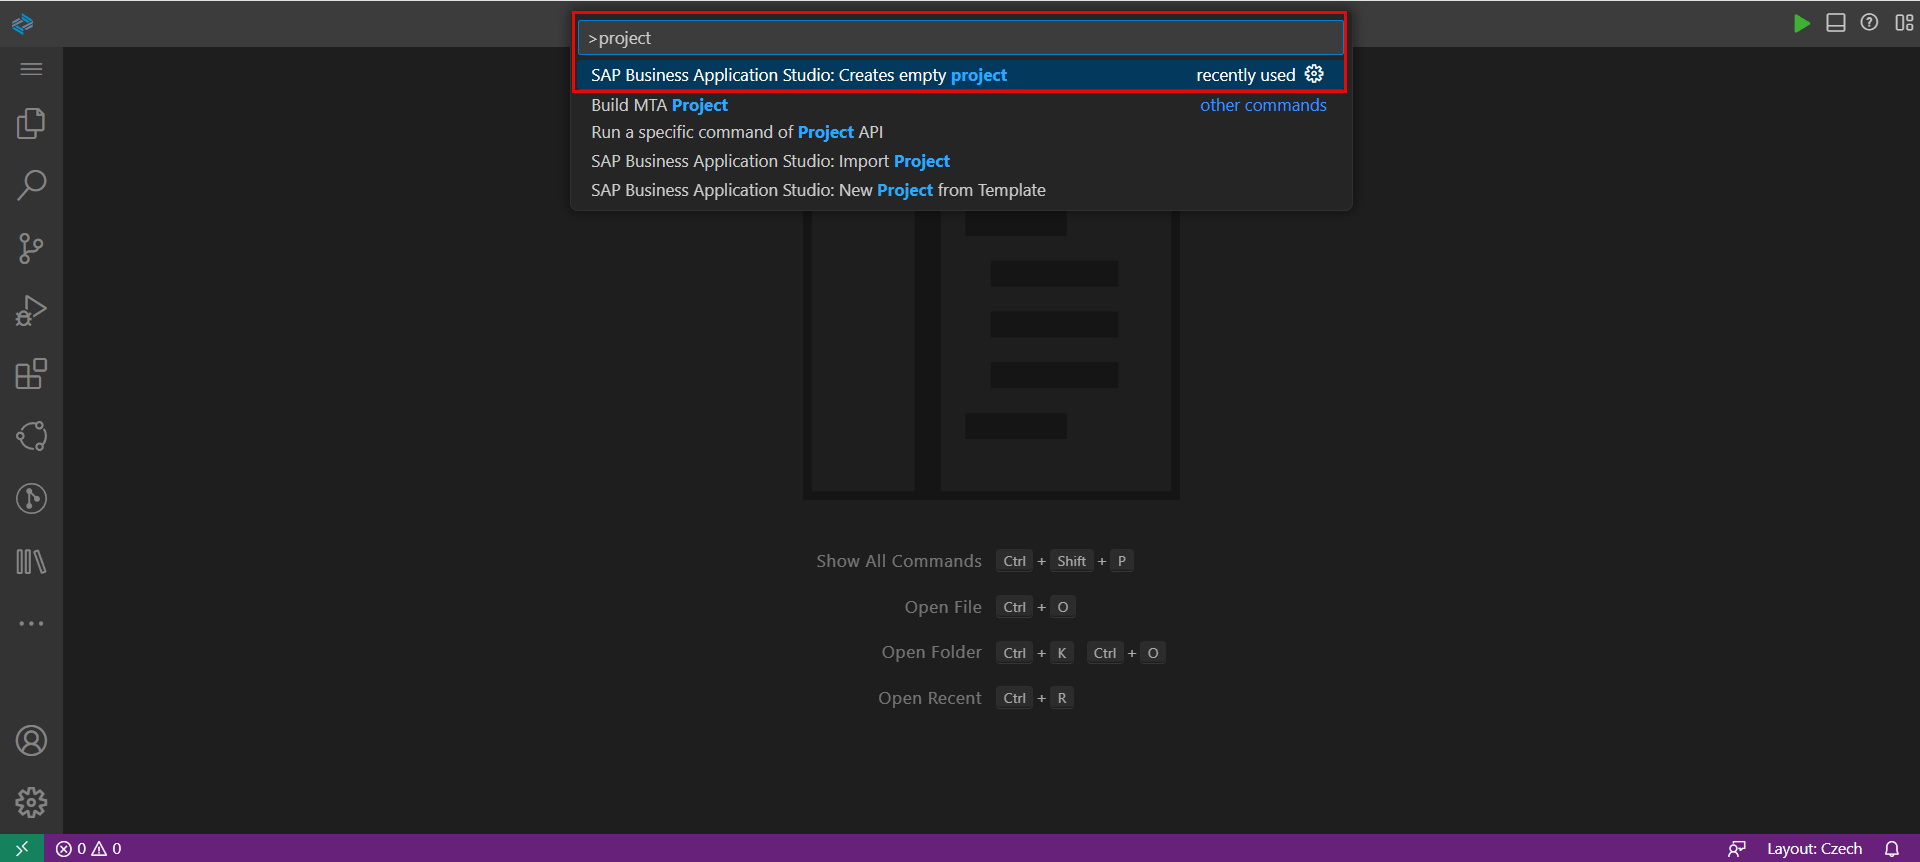 >project
SAP Business Application Studio: Creates empty project recently used
Build MTA Project other commands
Run a specific command of Project API
SAP Business Application Studio: Import Project
SAP Business Application Studio: New Project from Template
Show All Commands Ctrl + Shift + P
Open File Ctrl + O
Open Folder Ctrl + K Ctrl + O
Open Recent Ctrl + R
0 0 Layout: Czech